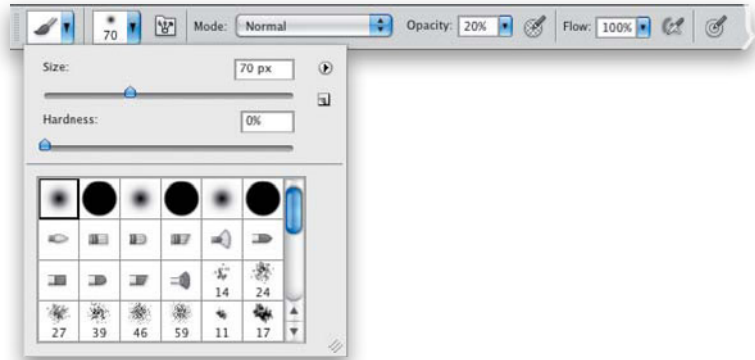 70 Mode: Normal Opacity: 20% Flow: 100%
Size: 70 px
Hardness: 0%
14 24
27 39 46 59 11 17